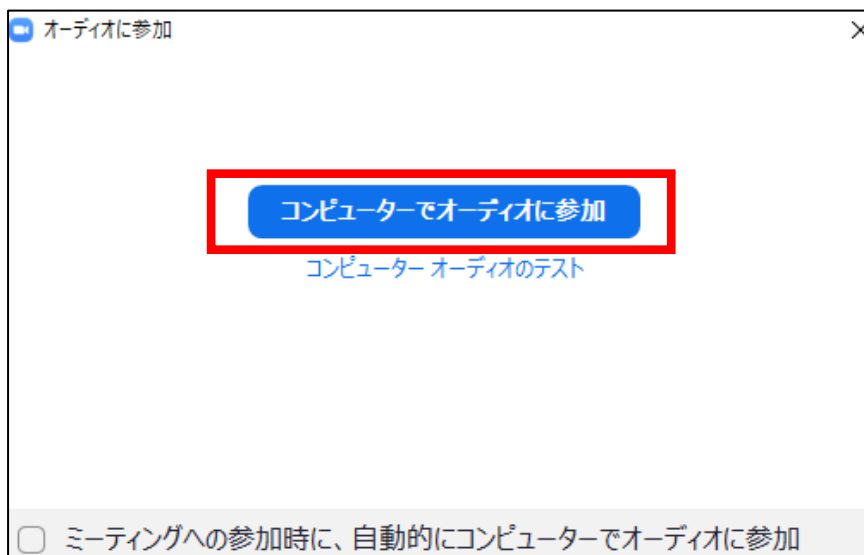 オーディオに参加
コンピューターでオーディオに参加
コンピューター オーディオのテスト
ミーティングへの参加時に、自動的にコンピューターでオーディオに参加